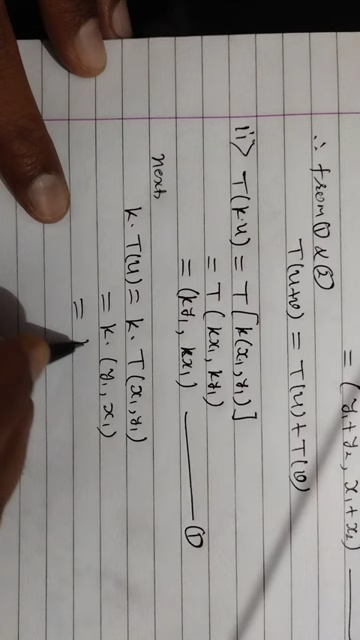 = (y₁+y₂, x₁+x₂)
∴ from ① & ②
T(u+v) = T(u) + T(v)
ii> T(k·u) = T[k(x₁, y₁)]
= T(kx₁, ky₁)
= (ky₁, kx₁) ——— ①
Next,
k·T(u) = k·T(x₁, y₁)
= k·(y₁, x₁)
=